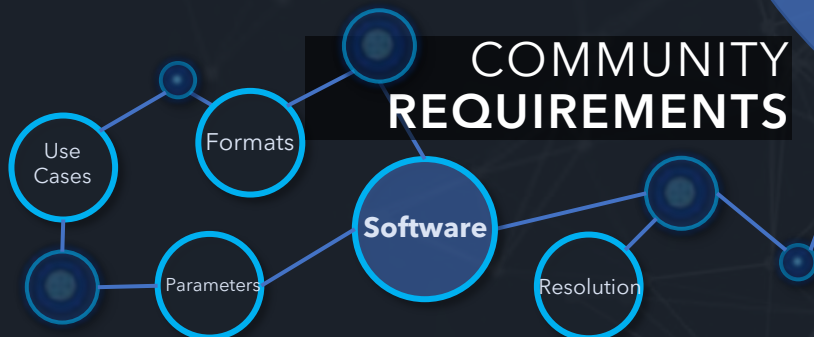 COMMUNITY
REQUIREMENTS
Use
Cases
Formats
Software
Parameters
Resolution